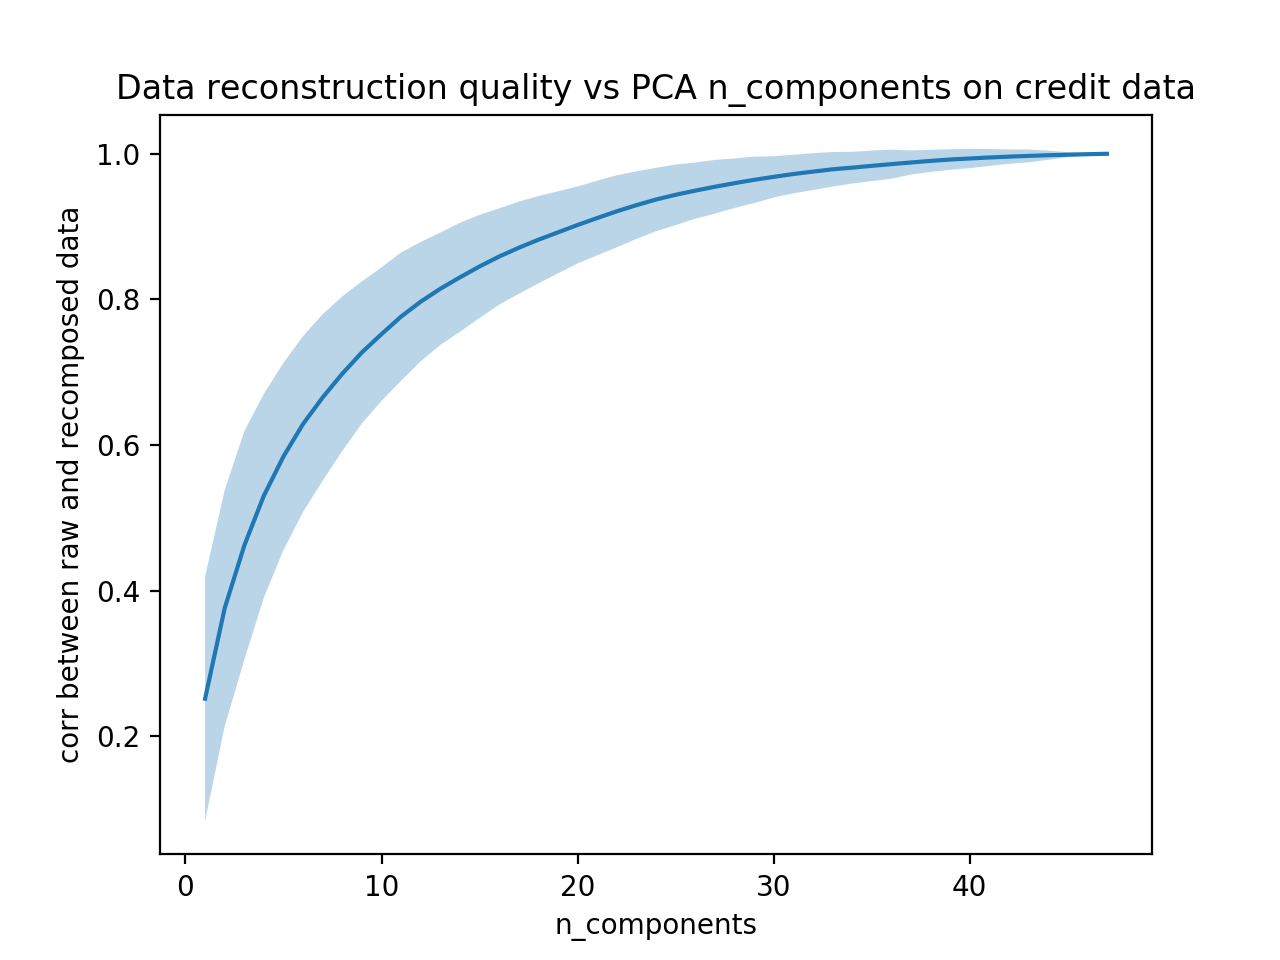 Data reconstruction quality vs PCA n_components on credit data
corr between raw and recomposed data
1.0
0.8
0.6
0.4
0.2
0 10 20 30 40
n_components